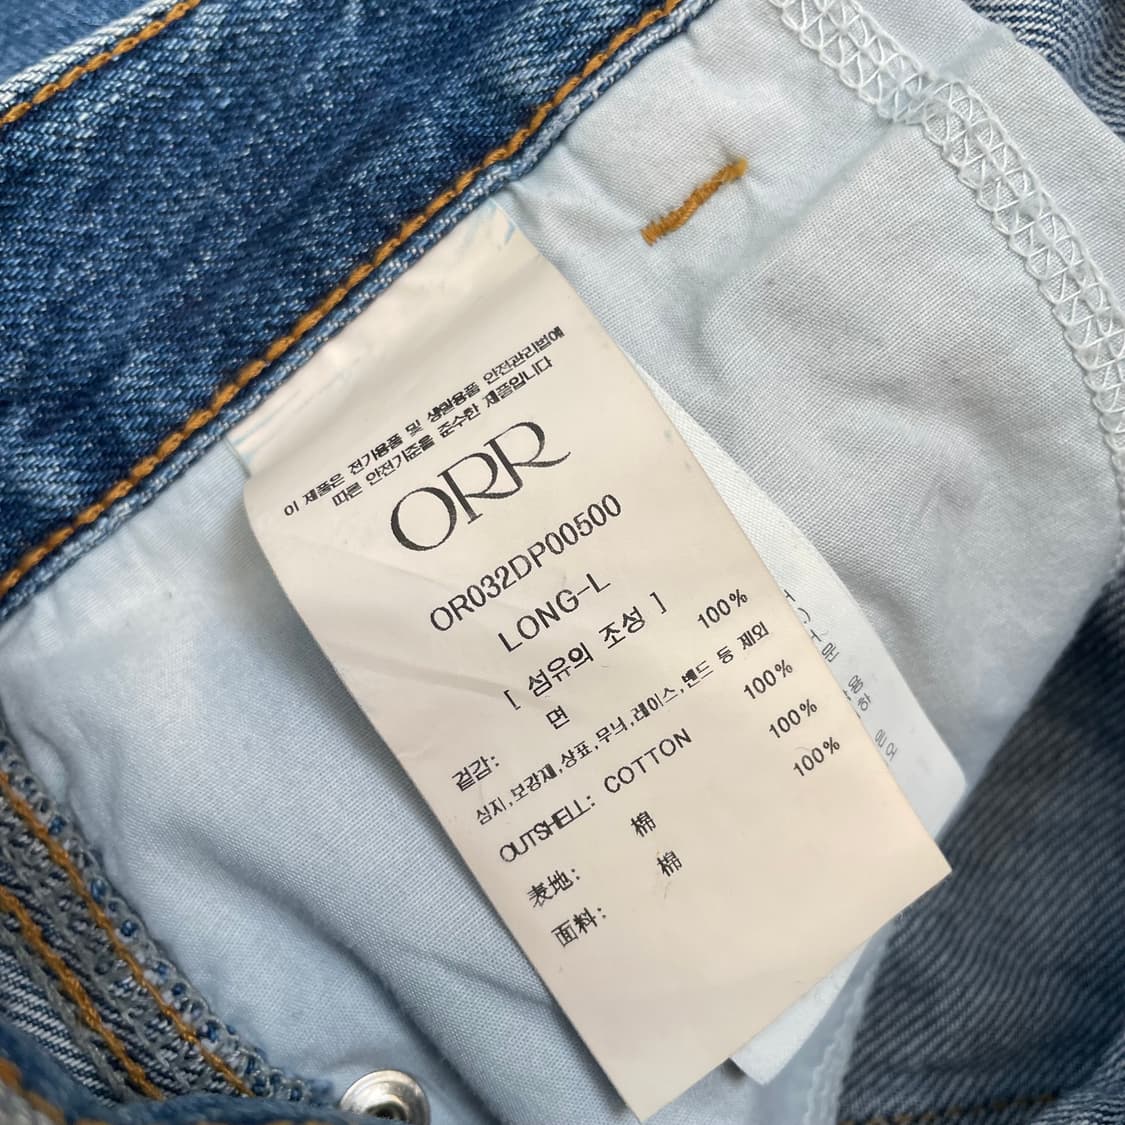 이 제품은 전기용품 및 생활용품 안전관리법에
따른 안전기준을 준수한 제품입니다
ORR
OR032DP00500
LONG-L
[ 섬유의 조성 ]
겉감: 면 100%
심지,보강재,상표,무늬,레이스,밴드 등 제외
OUTSHELL: COTTON 100%
表地: 棉 100%
面料: 棉 100%